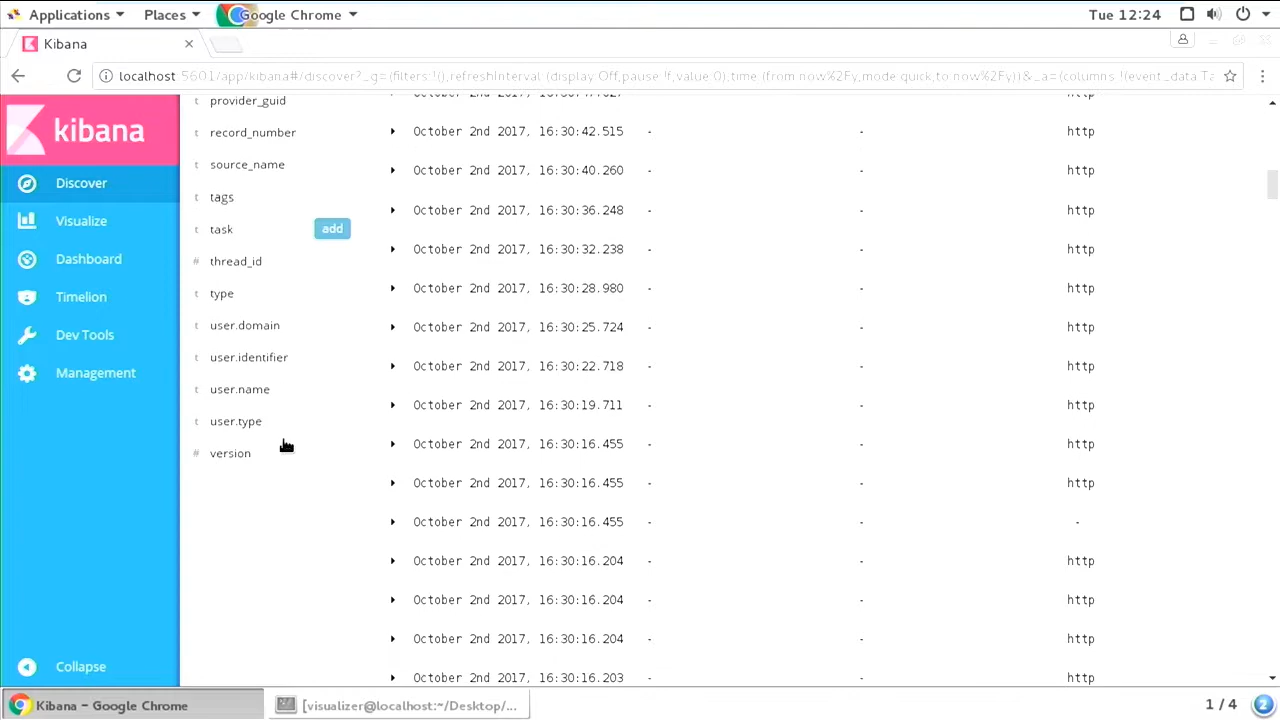 Applications Places Google Chrome Tue 12:24
Kibana
localhost:5601/app/kibana#/discover?_g=(filters:!(),refreshInterval:(display:Off,pause:!f,value:0),time:(from:now%2Fy,mode:quick,to:now%2Fy))&_a=(columns:!(event_data.Ta
kibana
Discover
Visualize
Dashboard
Timelion
Dev Tools
Management
Collapse
t provider_guid
t record_number
t source_name
t tags
t task add
# thread_id
t type
t user.domain
t user.identifier
t user.name
t user.type
# version
http
October 2nd 2017, 16:30:42.515 - - http
October 2nd 2017, 16:30:40.260 - - http
October 2nd 2017, 16:30:36.248 - - http
October 2nd 2017, 16:30:32.238 - - http
October 2nd 2017, 16:30:28.980 - - http
October 2nd 2017, 16:30:25.724 - - http
October 2nd 2017, 16:30:22.718 - - http
October 2nd 2017, 16:30:19.711 - - http
October 2nd 2017, 16:30:16.455 - - http
October 2nd 2017, 16:30:16.455 - - http
October 2nd 2017, 16:30:16.455 - - -
October 2nd 2017, 16:30:16.204 - - http
October 2nd 2017, 16:30:16.204 - - http
October 2nd 2017, 16:30:16.204 - - http
October 2nd 2017, 16:30:16.203 - - http
Kibana - Google Chrome [visualizer@localhost:~/Desktop/... 1 / 4 2